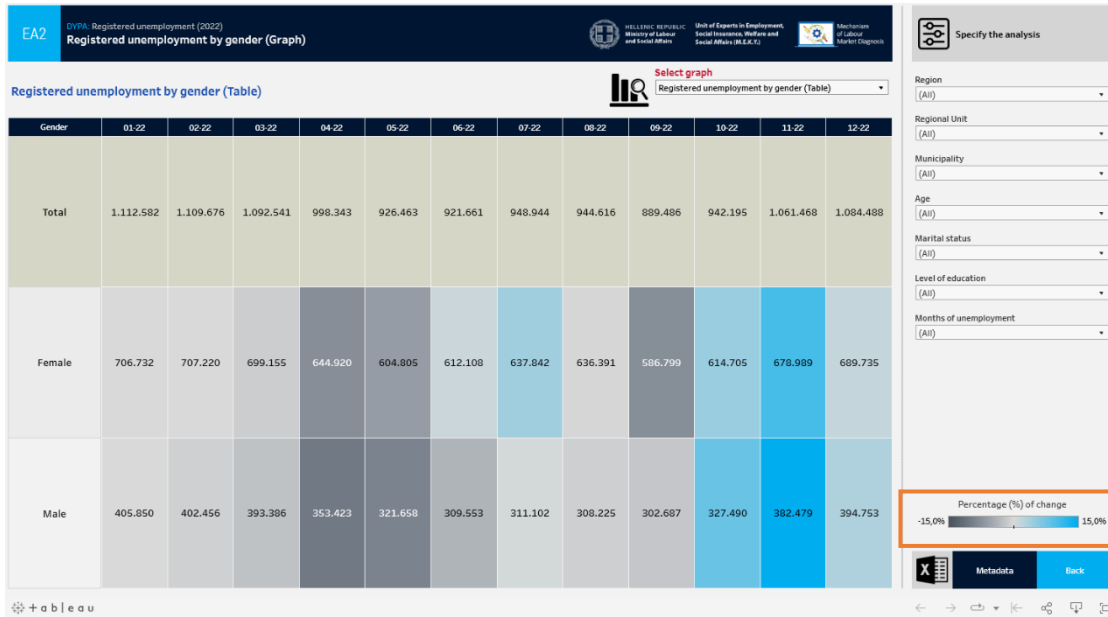 EA2
DYPA: Registered unemployment (2022)
Registered unemployment by gender (Graph)
HELLENIC REPUBLIC
Ministry of Labour
and Social Affairs
Unit of Experts in Employment,
Social Insurance, Welfare and
Social Affairs (M.E.K.Y.)
Mechanism
of Labour
Market Diagnosis
Specify the analysis
Registered unemployment by gender (Table)
Select graph
Registered unemployment by gender (Table)
Gender 01-22 02-22 03-22 04-22 05-22 06-22 07-22 08-22 09-22 10-22 11-22 12-22
Total 1.112.582 1.109.676 1.092.541 998.343 926.463 921.661 948.944 944.616 889.486 942.195 1.061.468 1.084.488
Female 706.732 707.220 699.155 644.920 604.805 612.108 637.842 636.391 586.799 614.705 678.989 689.735
Male 405.850 402.456 393.386 353.423 321.658 309.553 311.102 308.225 302.687 327.490 382.479 394.753
Region
(All)
Regional Unit
(All)
Municipality
(All)
Age
(All)
Marital status
(All)
Level of education
(All)
Months of unemployment
(All)
Percentage (%) of change
-15,0% 15,0%
X
Metadata
Back
+ableau